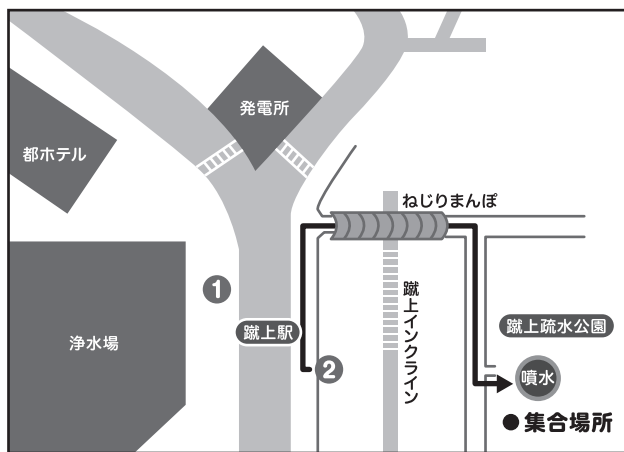 発電所
都ホテル
ねじりまんぽ
1
蹴上インクライン
蹴上駅
蹴上疏水公園
浄水場
2
噴水
●集合場所